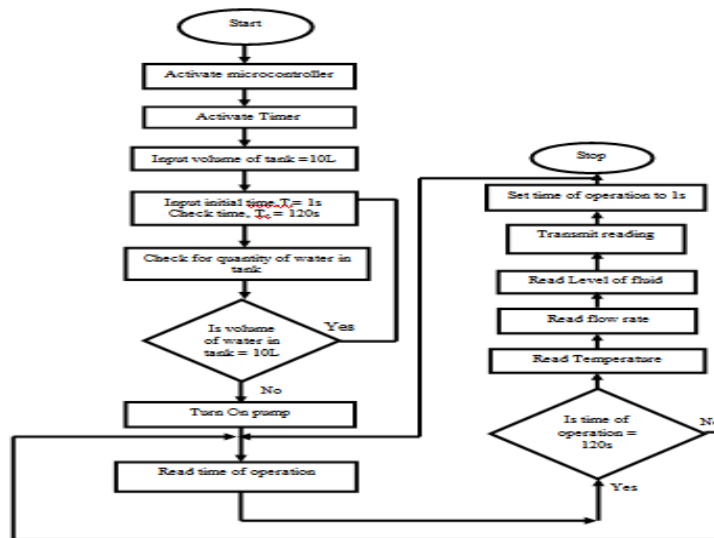 Start
Activate microcontroller
Activate Timer
Input volume of tank =10L
Input initial time, T = 1s
Check time, T = 120s
Check for quantity of water in
tank
Is volume
of water in
tank = 10L
Yes
No
Turn On pump
Read time of operation
Stop
Set time of operation to 1s
Transmit reading
Read Level of fluid
Read flow rate
Read Temperature
Is time of
operation =
120s
No
Yes